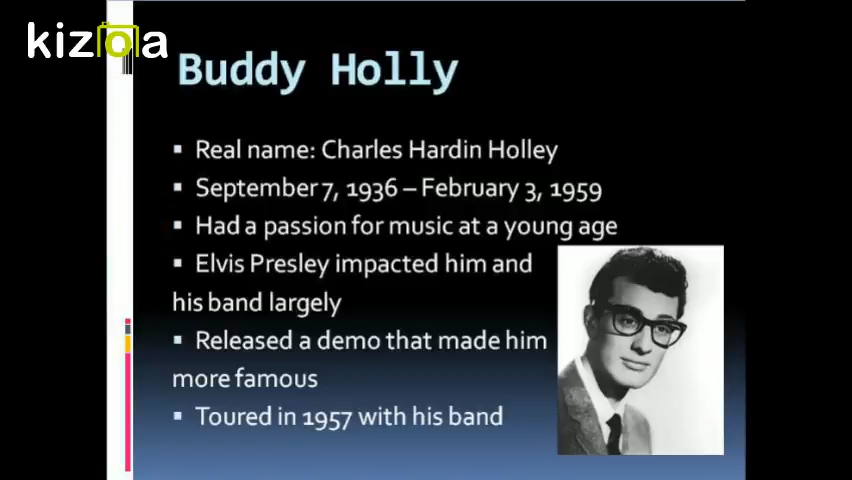 kizoa
Buddy Holly
▪ Real name: Charles Hardin Holley
▪ September 7, 1936 – February 3, 1959
▪ Had a passion for music at a young age
▪ Elvis Presley impacted him and
his band largely
▪ Released a demo that made him
more famous
▪ Toured in 1957 with his band